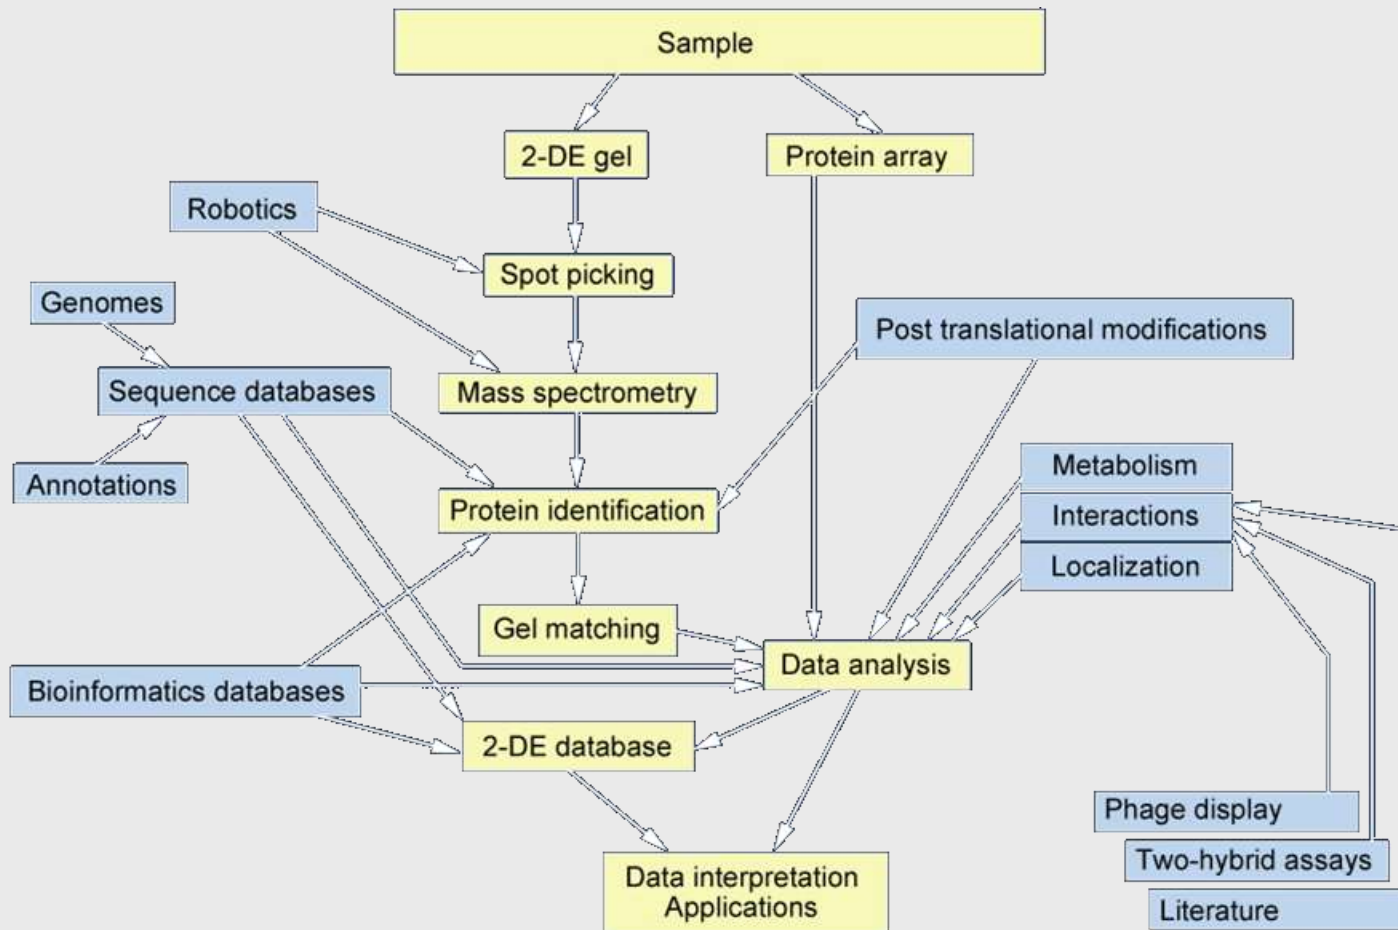 Sample
2-DE gel
Protein array
Robotics
Spot picking
Genomes
Post translational modifications
Sequence databases
Mass spectrometry
Annotations
Metabolism
Interactions
Localization
Protein identification
Gel matching
Data analysis
Bioinformatics databases
2-DE database
Phage display
Two-hybrid assays
Literature
Data interpretation
Applications